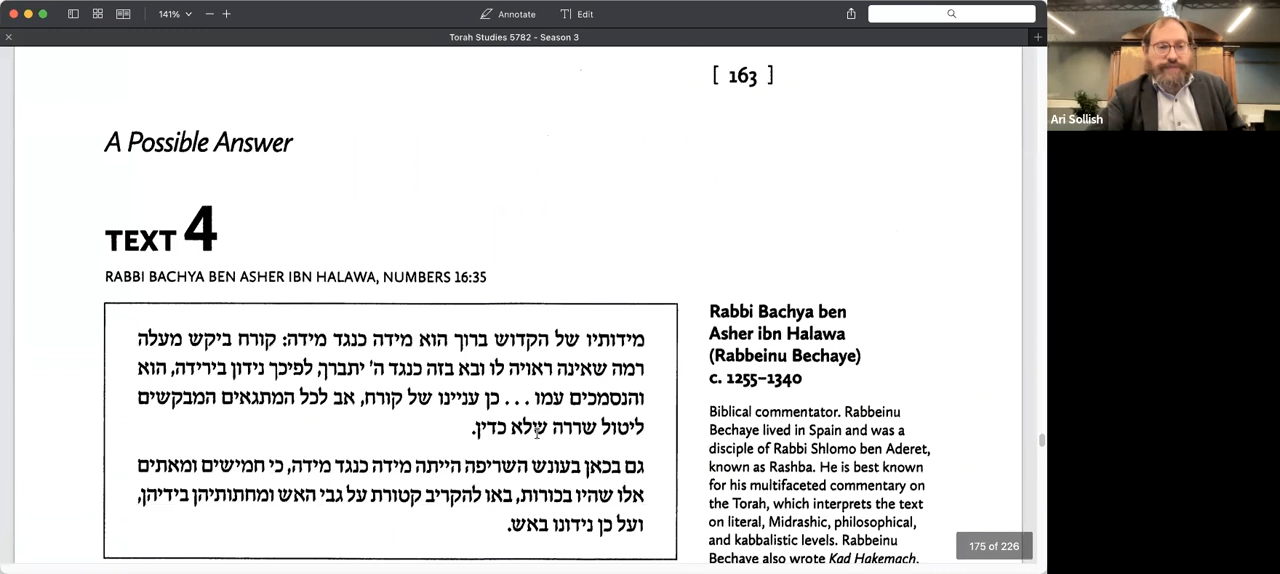 141%
Annotate
Edit
Torah Studies 5782 - Season 3
[ 163 ]
A Possible Answer
TEXT 4
RABBI BACHYA BEN ASHER IBN HALAWA, NUMBERS 16:35
מידותיו של הקדוש ברוך הוא מידה כנגד מידה: קורח ביקש מעלה
רמה שאינה ראויה לו ובא בזה כנגד ה' יתברך, לפיכך נידון בירידה, הוא
והנסמכים עמו . . . כן עניינו של קורח, אב לכל המתגאים המבקשים
ליטול שררה שלא כדין.
גם בכאן בעונש השריפה הייתה מידה כנגד מידה, כי חמישים ומאתים
אלו שהיו בכורות, באו להקריב קטורת על גבי האש ומחתותיהן בידיהן,
ועל כן נידונו באש.
Rabbi Bachya ben
Asher ibn Halawa
(Rabbeinu Bechaye)
c. 1255–1340
Biblical commentator. Rabbeinu
Bechaye lived in Spain and was a
disciple of Rabbi Shlomo ben Aderet,
known as Rashba. He is best known
for his multifaceted commentary on
the Torah, which interprets the text
on literal, Midrashic, philosophical,
and kabbalistic levels. Rabbeinu
Bechaye also wrote Kad Hakemach,
175 of 226
Ari Sollish